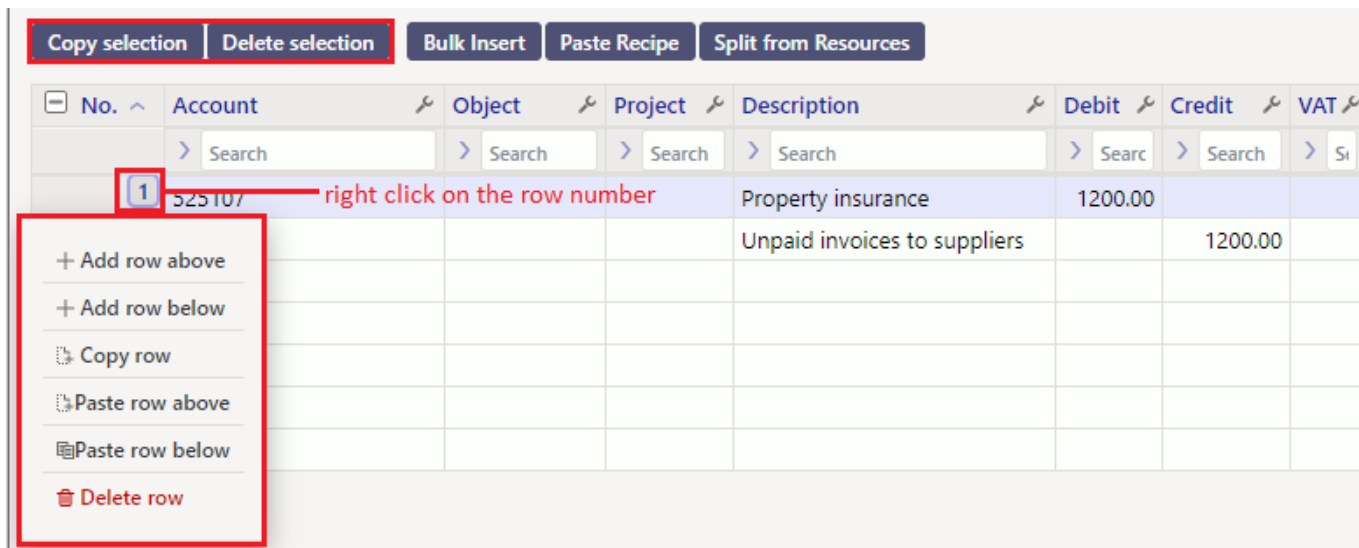 Copy selection Delete selection Bulk Insert Paste Recipe Split from Resources
No. Account Object Project Description Debit Credit VAT
Search Search Search Search Searc Search
1 525107 right click on the row number Property insurance 1200.00
Unpaid invoices to suppliers 1200.00
Add row above
Add row below
Copy row
Paste row above
Paste row below
Delete row